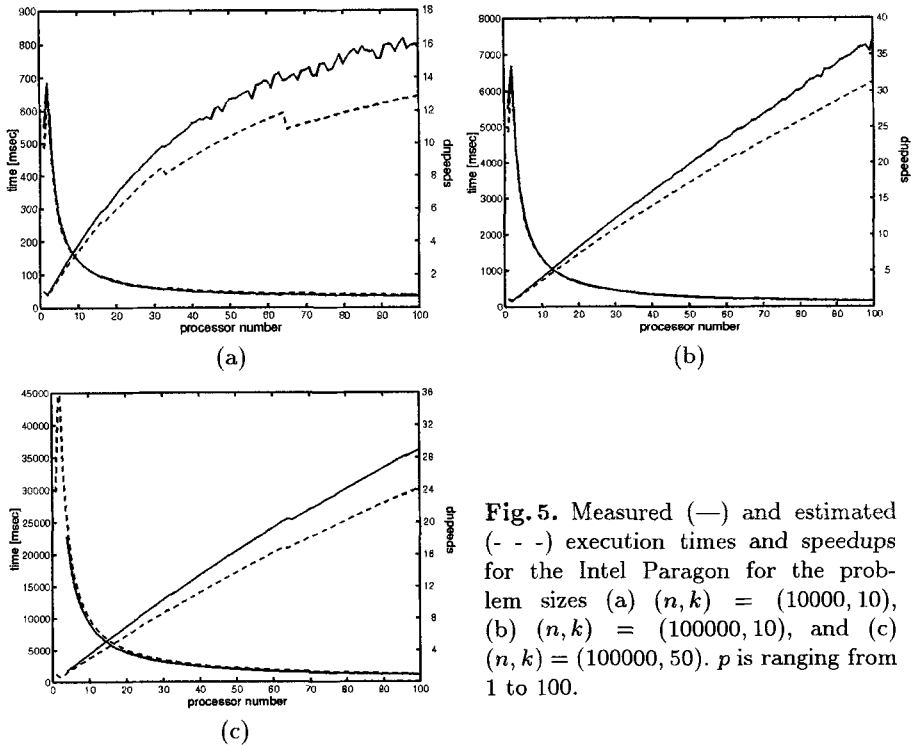 900
800
700
600
500
400
300
200
100
0
time [msec]
18
16
14
12
10
8
6
4
2
speedup
0 10 20 30 40 50 60 70 80 90 100
processor number
(a)
8000
7000
6000
5000
4000
3000
2000
1000
0
time [msec]
40
35
30
25
20
15
10
5
speedup
0 10 20 30 40 50 60 70 80 90 100
processor number
(b)
45000
40000
35000
30000
25000
20000
15000
10000
5000
0
time [msec]
36
32
28
24
20
16
12
8
4
speedup
0 10 20 30 40 50 60 70 80 90 100
processor number
(c)
Fig. 5. Measured (—) and estimated
(- - -) execution times and speedups
for the Intel Paragon for the prob-
lem sizes (a) (n, k) = (10000, 10),
(b) (n, k) = (100000, 10), and (c)
(n, k) = (100000, 50). p is ranging from
1 to 100.